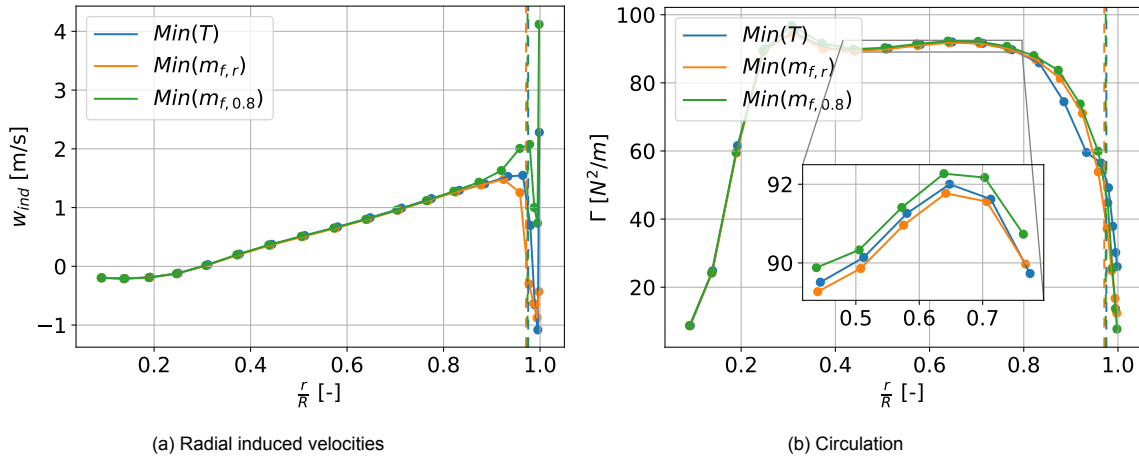 4
3
2
1
0
−1
w_ind [m/s]
Min(T)
Min(m_f,r)
Min(m_f,0.8)
0.2 0.4 0.6 0.8 1.0
r/R [-]
(a) Radial induced velocities
100
80
60
40
20
Γ [N²/m]
Min(T)
Min(m_f,r)
Min(m_f,0.8)
92
90
0.5 0.6 0.7
0.2 0.4 0.6 0.8 1.0
r/R [-]
(b) Circulation